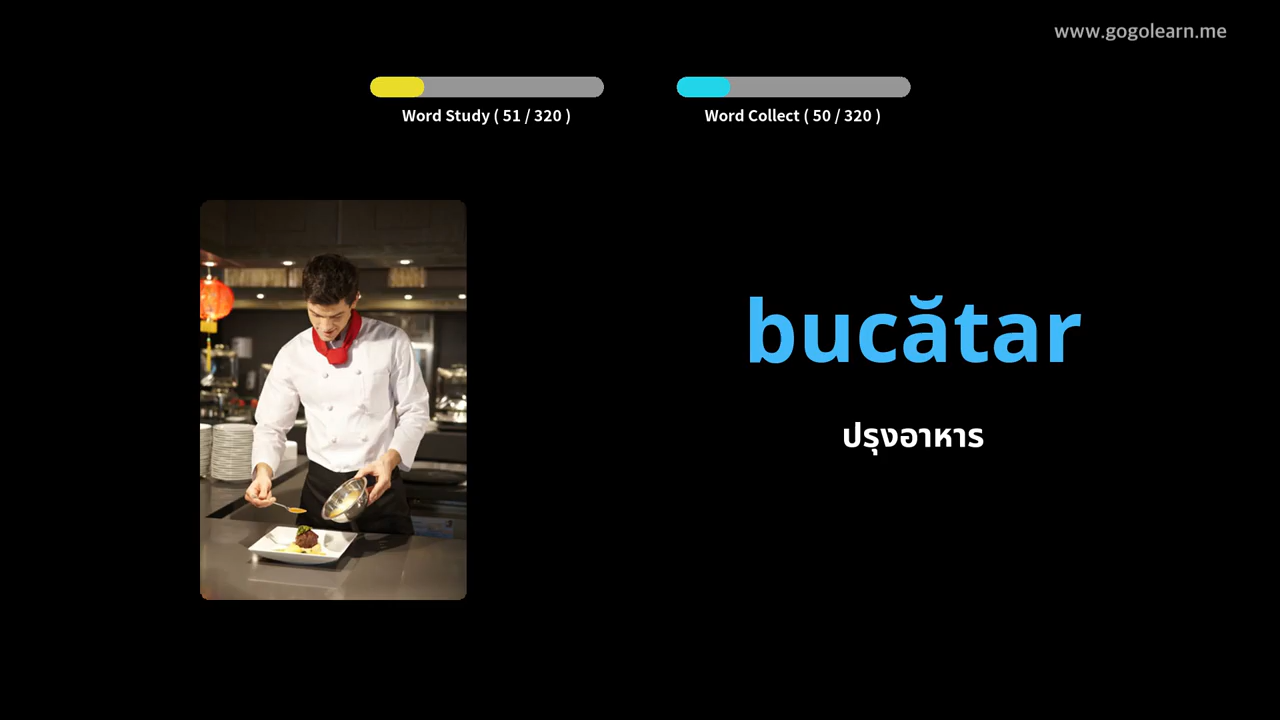 www.gogolearn.me
Word Study ( 51 / 320 )
Word Collect ( 50 / 320 )
bucătar
ปรุงอาหาร